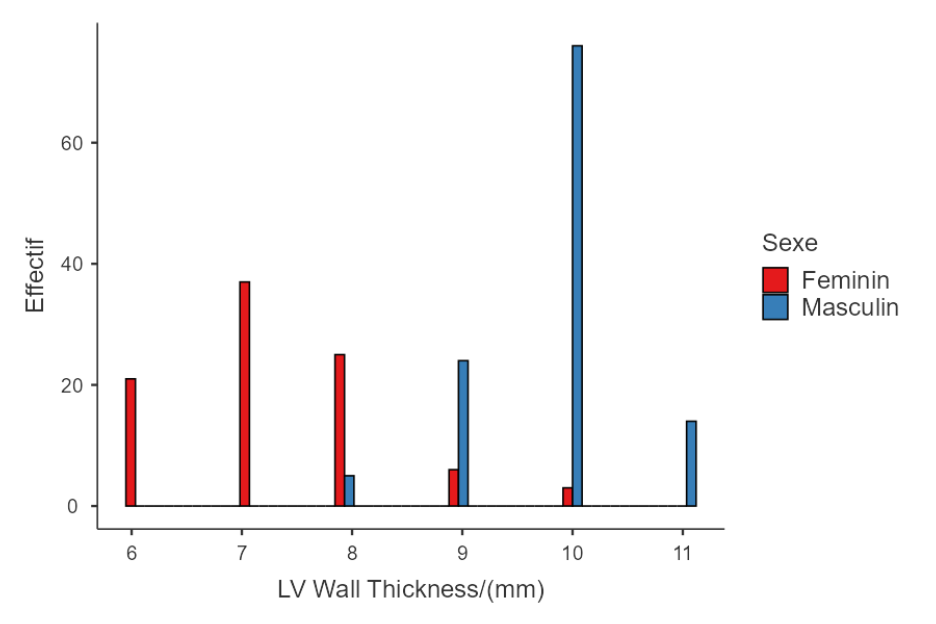 60
40
20
0
Effectif
6 7 8 9 10 11
LV Wall Thickness/(mm)
Sexe
Feminin
Masculin